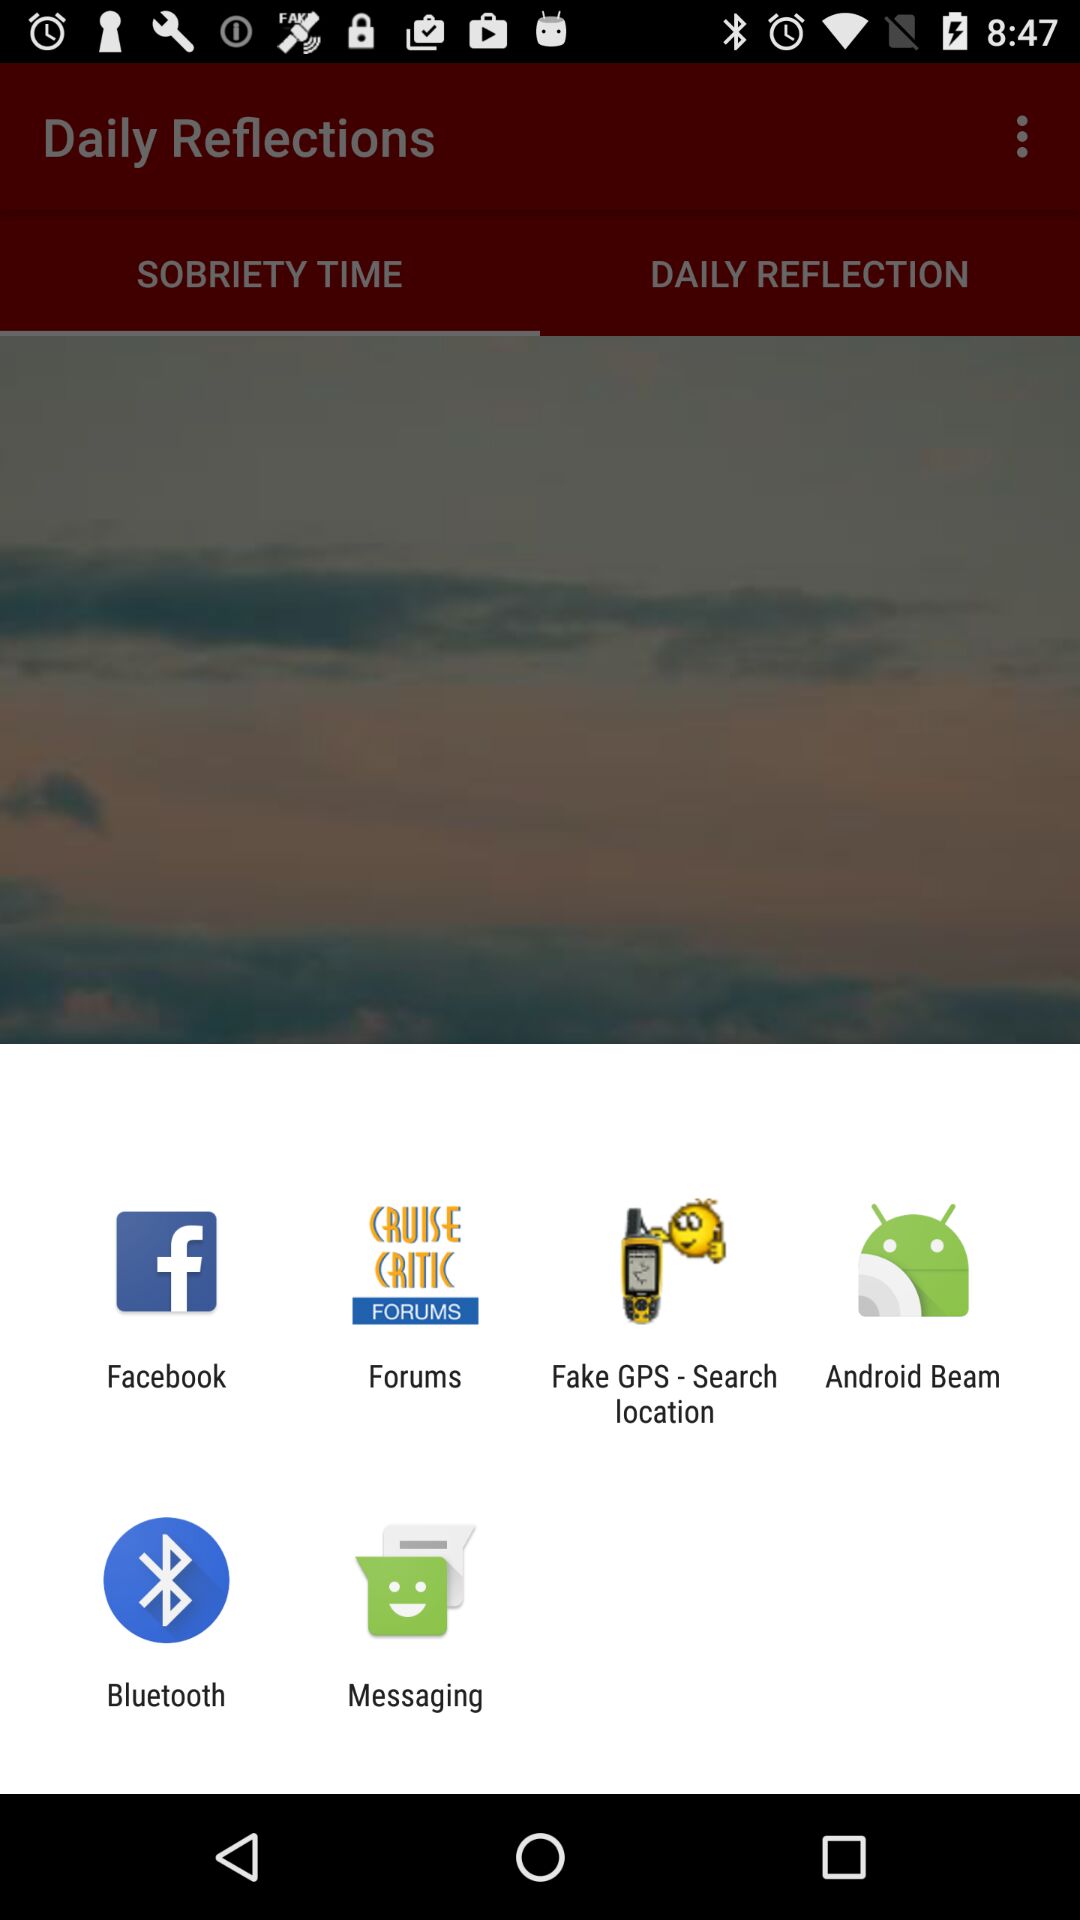 FAKE
8:47
Daily Reflections
SOBRIETY TIME
DAILY REFLECTION
CRUISE
CRITIC
FORUMS
Facebook
Forums
Fake GPS - Search
location
Android Beam
Bluetooth
Messaging